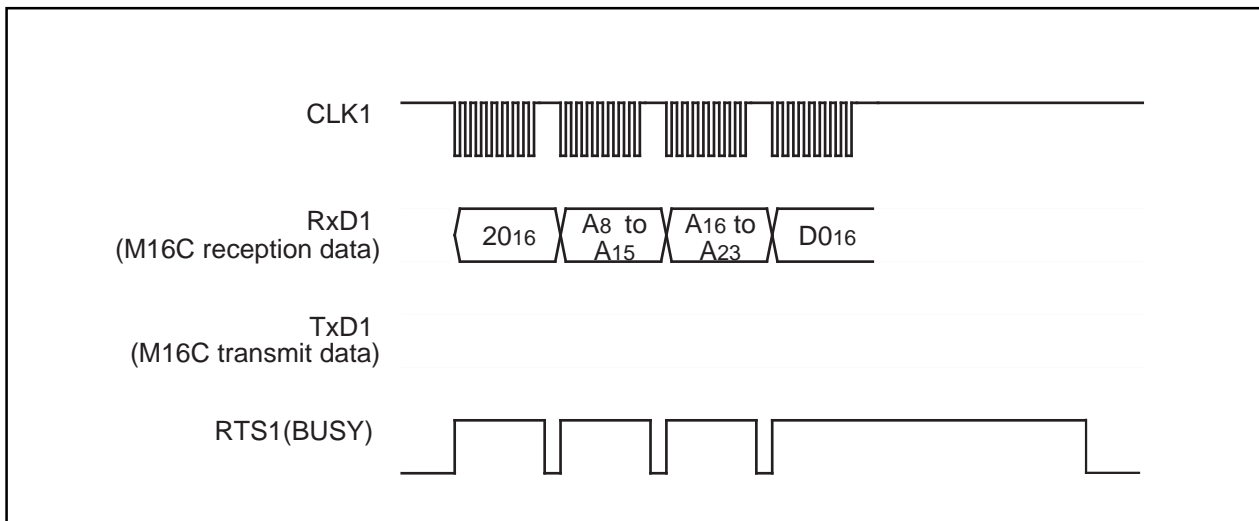 CLK1
RxD1
(M16C reception data)
2016
A8 to
A15
A16 to
A23
D016
TxD1
(M16C transmit data)
RTS1(BUSY)